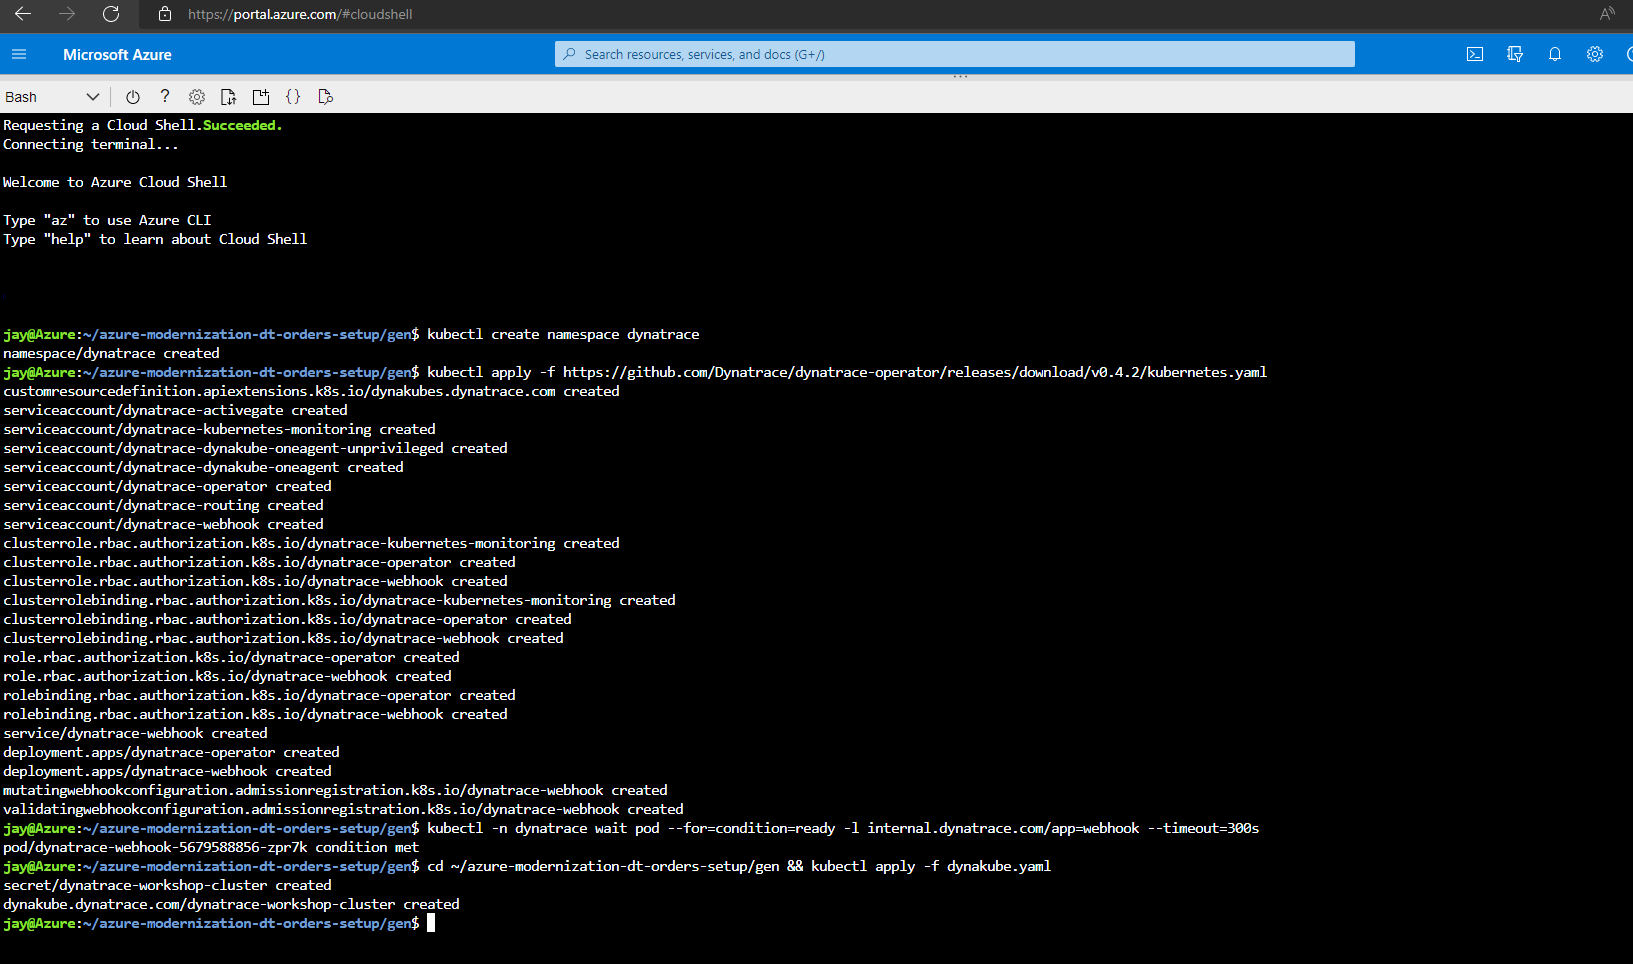 https://portal.azure.com/#cloudshell
Microsoft Azure
Search resources, services, and docs (G+/)
Bash
Requesting a Cloud Shell.Succeeded.
Connecting terminal...
Welcome to Azure Cloud Shell
Type "az" to use Azure CLI
Type "help" to learn about Cloud Shell
jay@Azure:~/azure-modernization-dt-orders-setup/gen$ kubectl create namespace dynatrace
namespace/dynatrace created
jay@Azure:~/azure-modernization-dt-orders-setup/gen$ kubectl apply -f https://github.com/Dynatrace/dynatrace-operator/releases/download/v0.4.2/kubernetes.yaml
customresourcedefinition.apiextensions.k8s.io/dynakubes.dynatrace.com created
serviceaccount/dynatrace-activegate created
serviceaccount/dynatrace-kubernetes-monitoring created
serviceaccount/dynatrace-dynakube-oneagent-unprivileged created
serviceaccount/dynatrace-dynakube-oneagent created
serviceaccount/dynatrace-operator created
serviceaccount/dynatrace-routing created
serviceaccount/dynatrace-webhook created
clusterrole.rbac.authorization.k8s.io/dynatrace-kubernetes-monitoring created
clusterrole.rbac.authorization.k8s.io/dynatrace-operator created
clusterrole.rbac.authorization.k8s.io/dynatrace-webhook created
clusterrolebinding.rbac.authorization.k8s.io/dynatrace-kubernetes-monitoring created
clusterrolebinding.rbac.authorization.k8s.io/dynatrace-operator created
clusterrolebinding.rbac.authorization.k8s.io/dynatrace-webhook created
role.rbac.authorization.k8s.io/dynatrace-operator created
role.rbac.authorization.k8s.io/dynatrace-webhook created
rolebinding.rbac.authorization.k8s.io/dynatrace-operator created
rolebinding.rbac.authorization.k8s.io/dynatrace-webhook created
service/dynatrace-webhook created
deployment.apps/dynatrace-operator created
deployment.apps/dynatrace-webhook created
mutatingwebhookconfiguration.admissionregistration.k8s.io/dynatrace-webhook created
validatingwebhookconfiguration.admissionregistration.k8s.io/dynatrace-webhook created
jay@Azure:~/azure-modernization-dt-orders-setup/gen$ kubectl -n dynatrace wait pod --for=condition=ready -l internal.dynatrace.com/app=webhook --timeout=300s
pod/dynatrace-webhook-5679588856-zpr7k condition met
jay@Azure:~/azure-modernization-dt-orders-setup/gen$ cd ~/azure-modernization-dt-orders-setup/gen && kubectl apply -f dynakube.yaml
secret/dynatrace-workshop-cluster created
dynakube.dynatrace.com/dynatrace-workshop-cluster created
jay@Azure:~/azure-modernization-dt-orders-setup/gen$